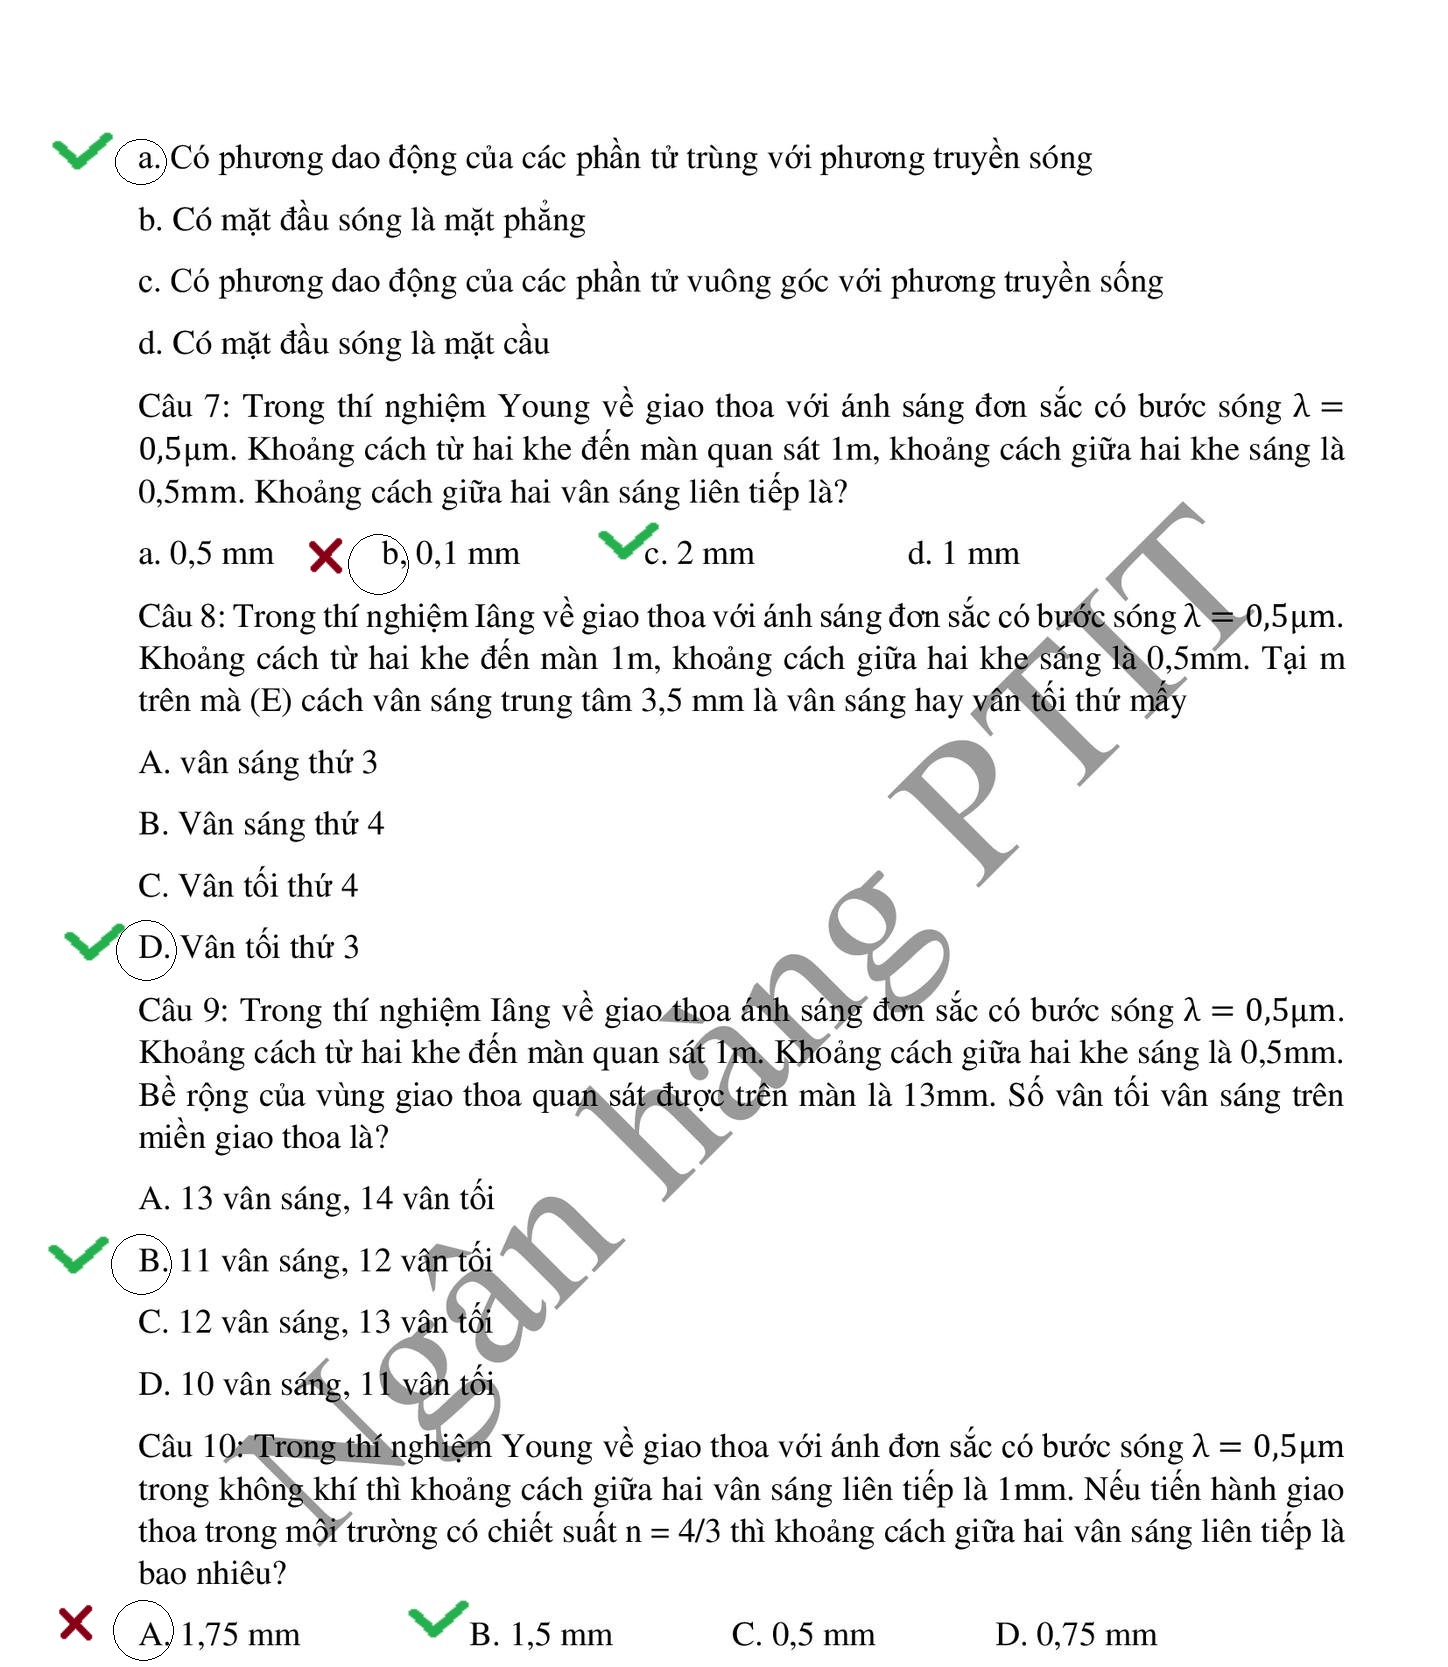 a. Có phương dao động của các phần tử trùng với phương truyền sóng
b. Có mặt đầu sóng là mặt phẳng
c. Có phương dao động của các phần tử vuông góc với phương truyền sống
d. Có mặt đầu sóng là mặt cầu
Câu 7: Trong thí nghiệm Young về giao thoa với ánh sáng đơn sắc có bước sóng λ =
0,5μm. Khoảng cách từ hai khe đến màn quan sát 1m, khoảng cách giữa hai khe sáng là
0,5mm. Khoảng cách giữa hai vân sáng liên tiếp là?
a. 0,5 mm b, 0,1 mm c. 2 mm d. 1 mm
Câu 8: Trong thí nghiệm Iâng về giao thoa với ánh sáng đơn sắc có bước sóng λ = 0,5μm.
Khoảng cách từ hai khe đến màn 1m, khoảng cách giữa hai khe sáng là 0,5mm. Tại m
trên mà (E) cách vân sáng trung tâm 3,5 mm là vân sáng hay vân tối thứ mấy
A. vân sáng thứ 3
B. Vân sáng thứ 4
C. Vân tối thứ 4
D. Vân tối thứ 3
Câu 9: Trong thí nghiệm Iâng về giao thoa ánh sáng đơn sắc có bước sóng λ = 0,5μm.
Khoảng cách từ hai khe đến màn quan sát 1m. Khoảng cách giữa hai khe sáng là 0,5mm.
Bề rộng của vùng giao thoa quan sát được trên màn là 13mm. Số vân tối vân sáng trên
miền giao thoa là?
A. 13 vân sáng, 14 vân tối
B. 11 vân sáng, 12 vân tối
C. 12 vân sáng, 13 vân tối
D. 10 vân sáng, 11 vân tối
Câu 10: Trong thí nghiệm Young về giao thoa với ánh đơn sắc có bước sóng λ = 0,5μm
trong không khí thì khoảng cách giữa hai vân sáng liên tiếp là 1mm. Nếu tiến hành giao
thoa trong môi trường có chiết suất n = 4/3 thì khoảng cách giữa hai vân sáng liên tiếp là
bao nhiêu?
A, 1,75 mm B. 1,5 mm C. 0,5 mm D. 0,75 mm
Ngân hàng PTIT